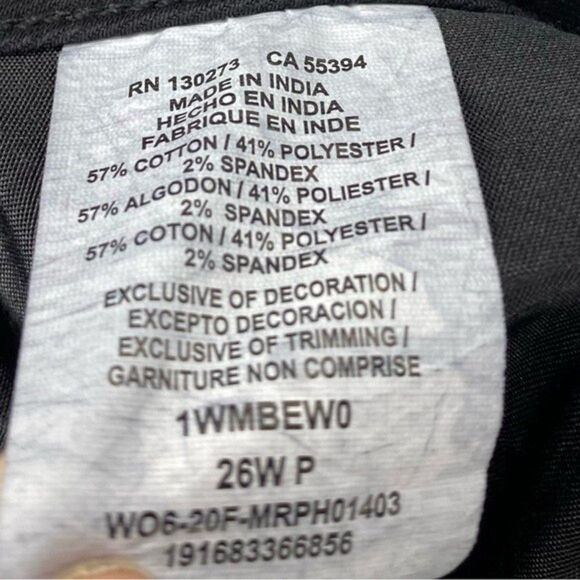 RN 130273 CA 55394
MADE IN INDIA
HECHO EN INDIA
FABRIQUE EN INDE
57% COTTON / 41% POLYESTER /
2% SPANDEX
57% ALGODON / 41% POLIESTER /
2% SPANDEX
57% COTON / 41% POLYESTER /
2% SPANDEX
EXCLUSIVE OF DECORATION /
EXCEPTO DECORACION /
EXCLUSIVE OF TRIMMING /
GARNITURE NON COMPRISE
1WMBEW0
26W P
WO6-20F-MRPH01403
191683366856